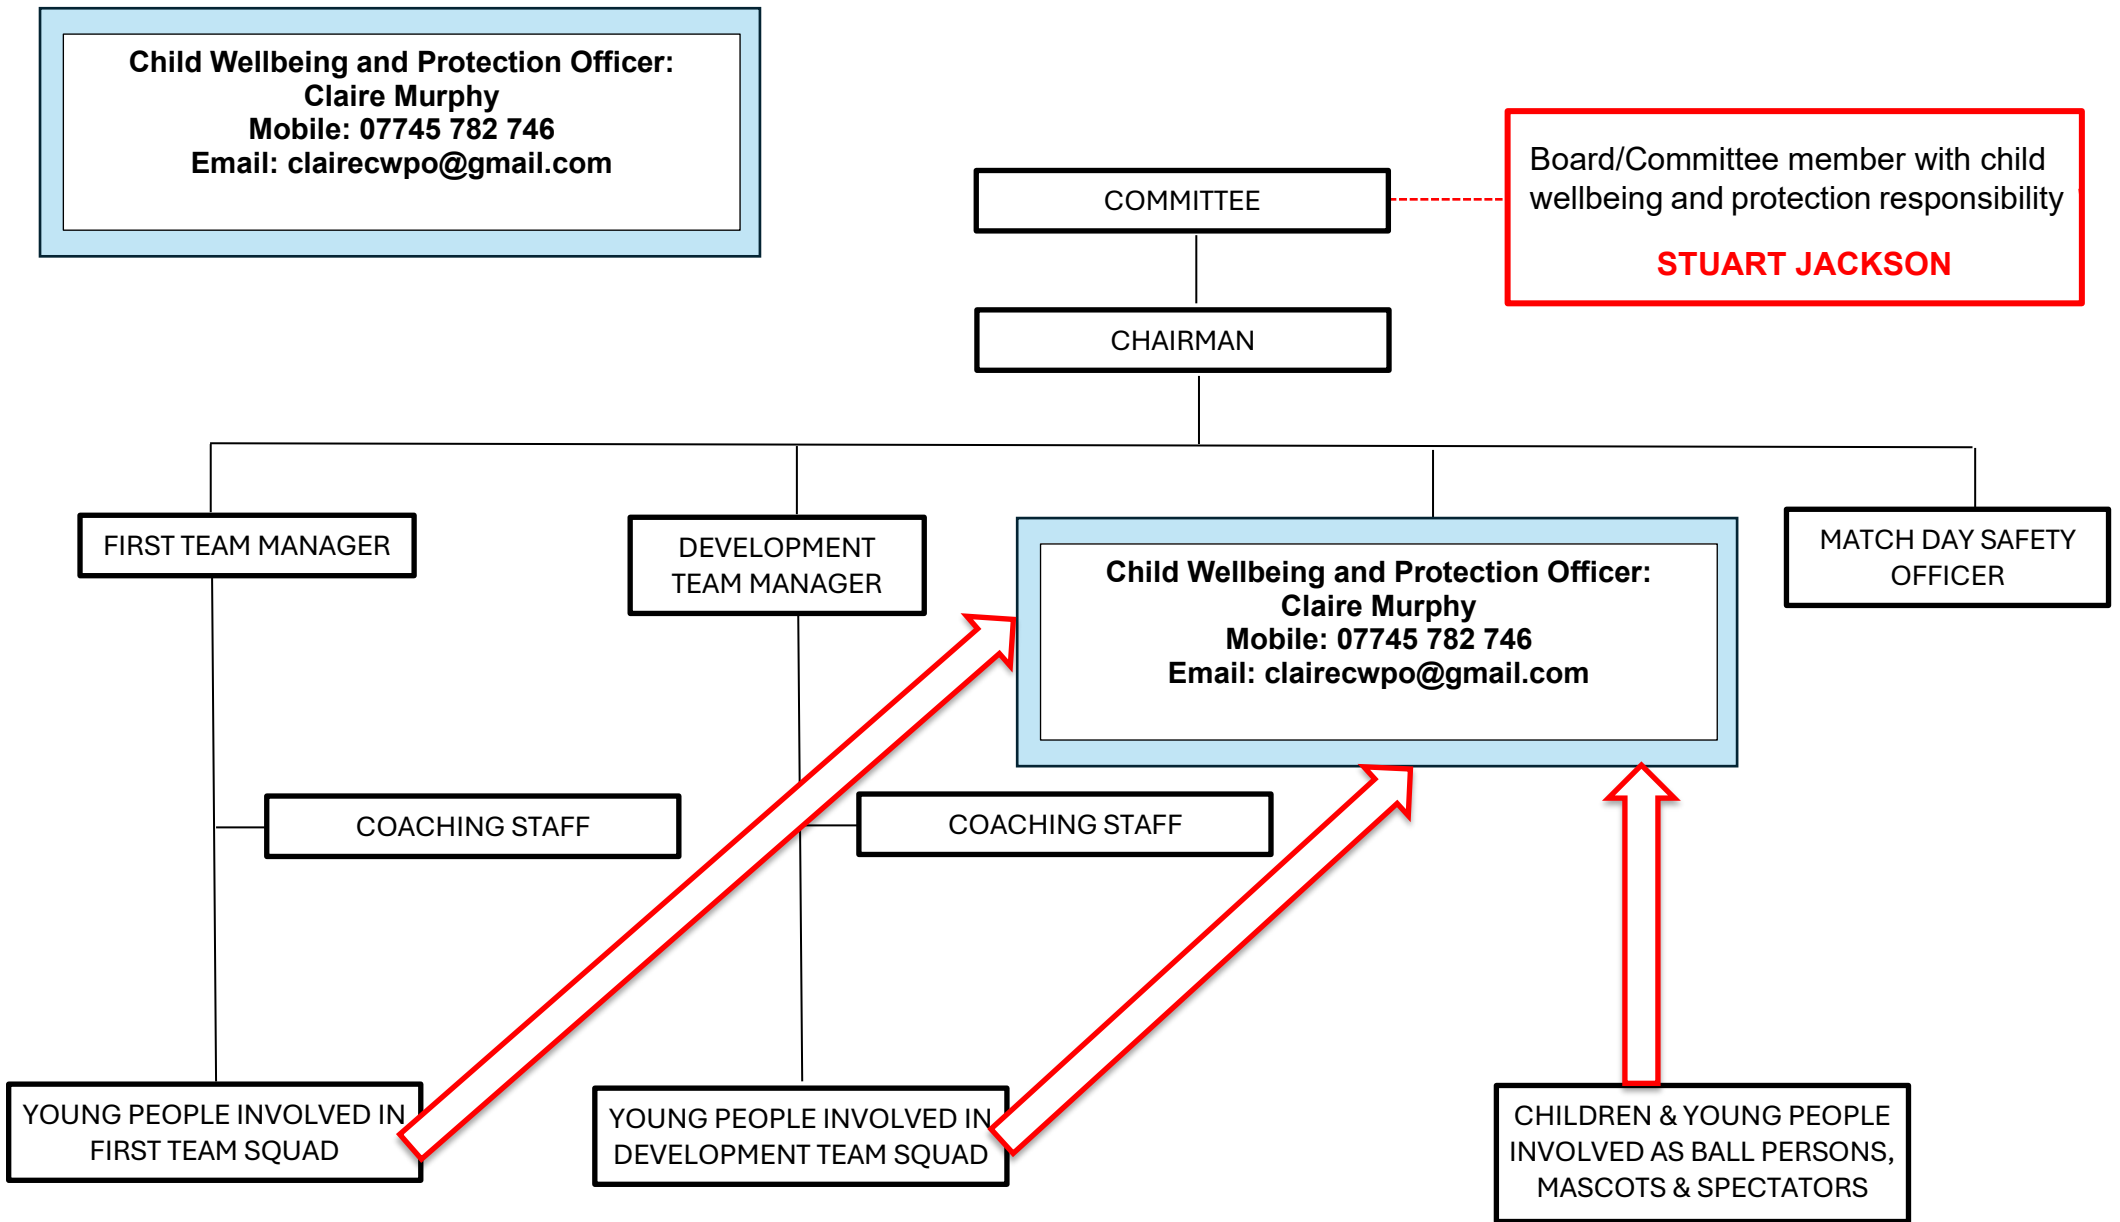 Child Wellbeing and Protection Officer:
Claire Murphy
Mobile: 07745 782 746
Email: clairecwpo@gmail.com
Board/Committee member with child
wellbeing and protection responsibility
STUART JACKSON
COMMITTEE
CHAIRMAN
FIRST TEAM MANAGER
DEVELOPMENT
TEAM MANAGER
Child Wellbeing and Protection Officer:
Claire Murphy
Mobile: 07745 782 746
Email: clairecwpo@gmail.com
MATCH DAY SAFETY
OFFICER
COACHING STAFF
COACHING STAFF
YOUNG PEOPLE INVOLVED IN
FIRST TEAM SQUAD
YOUNG PEOPLE INVOLVED IN
DEVELOPMENT TEAM SQUAD
CHILDREN & YOUNG PEOPLE
INVOLVED AS BALL PERSONS,
MASCOTS & SPECTATORS